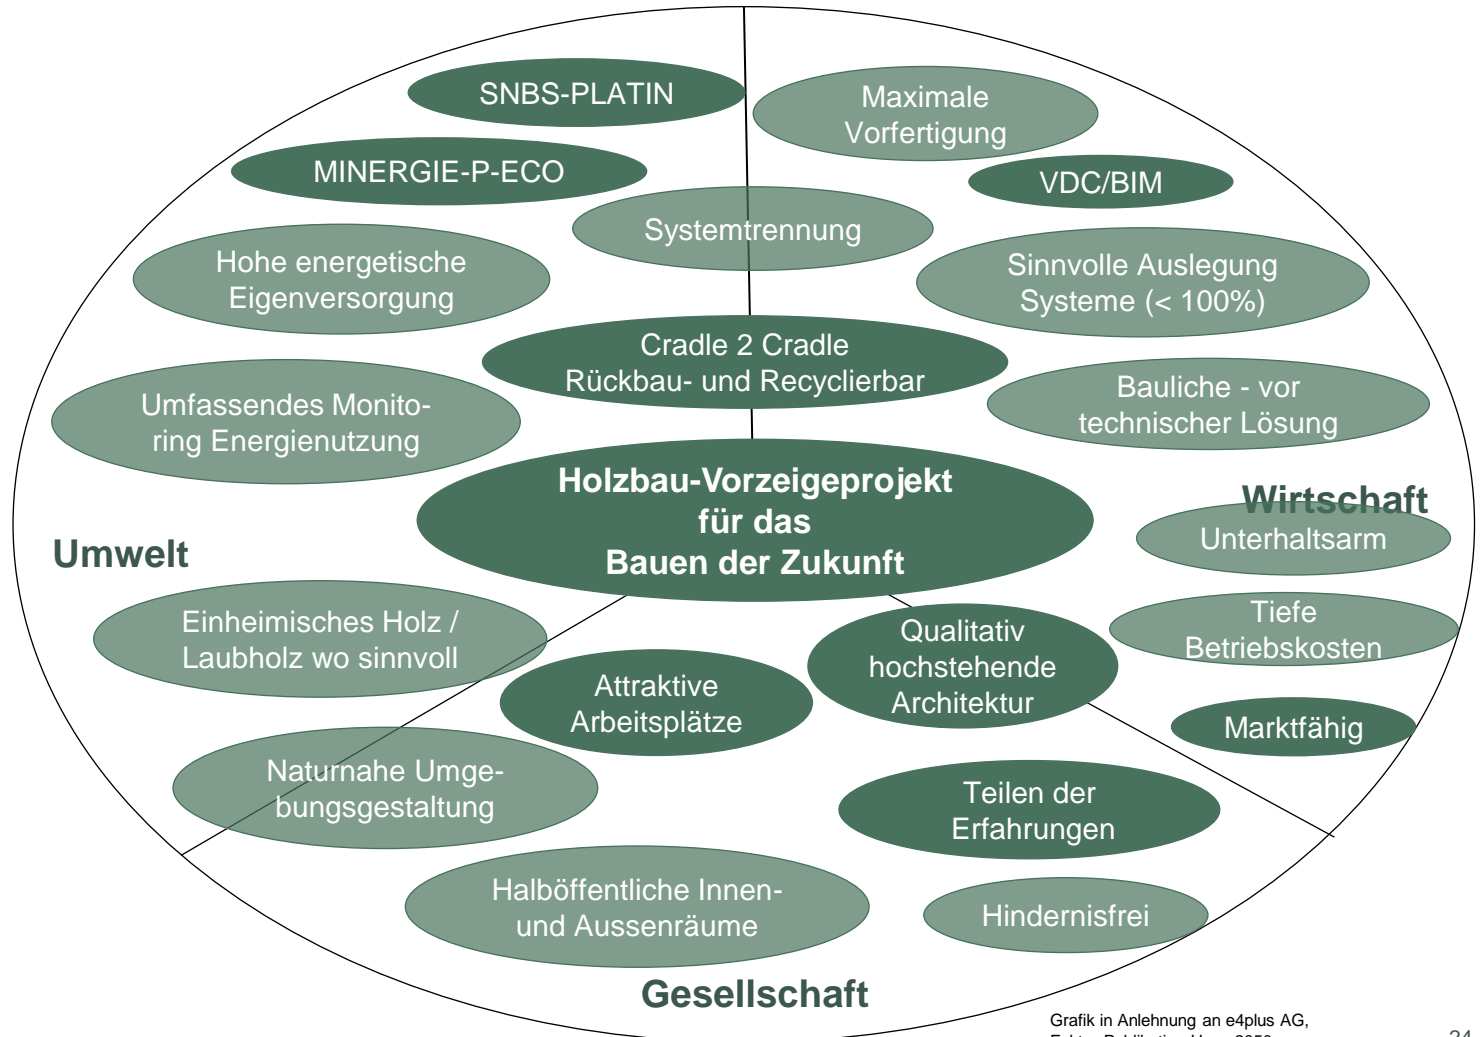 SNBS-PLATIN
Maximale
Vorfertigung
MINERGIE-P-ECO
VDC/BIM
Systemtrennung
Hohe energetische
Eigenversorgung
Sinnvolle Auslegung
Systeme (< 100%)
Cradle 2 Cradle
Rückbau- und Recyclierbar
Umfassendes Monito-
ring Energienutzung
Bauliche - vor
technischer Lösung
Holzbau-Vorzeigeprojekt
für das
Bauen der Zukunft
Wirtschaft
Unterhaltsarm
Umwelt
Einheimisches Holz /
Laubholz wo sinnvoll
Tiefe
Betriebskosten
Qualitativ
hochstehende
Architektur
Attraktive
Arbeitsplätze
Marktfähig
Naturnahe Umge-
bungsgestaltung
Teilen der
Erfahrungen
Halböffentliche Innen-
und Aussenräume
Hindernisfrei
Gesellschaft
Grafik in Anlehnung an e4plus AG,
24